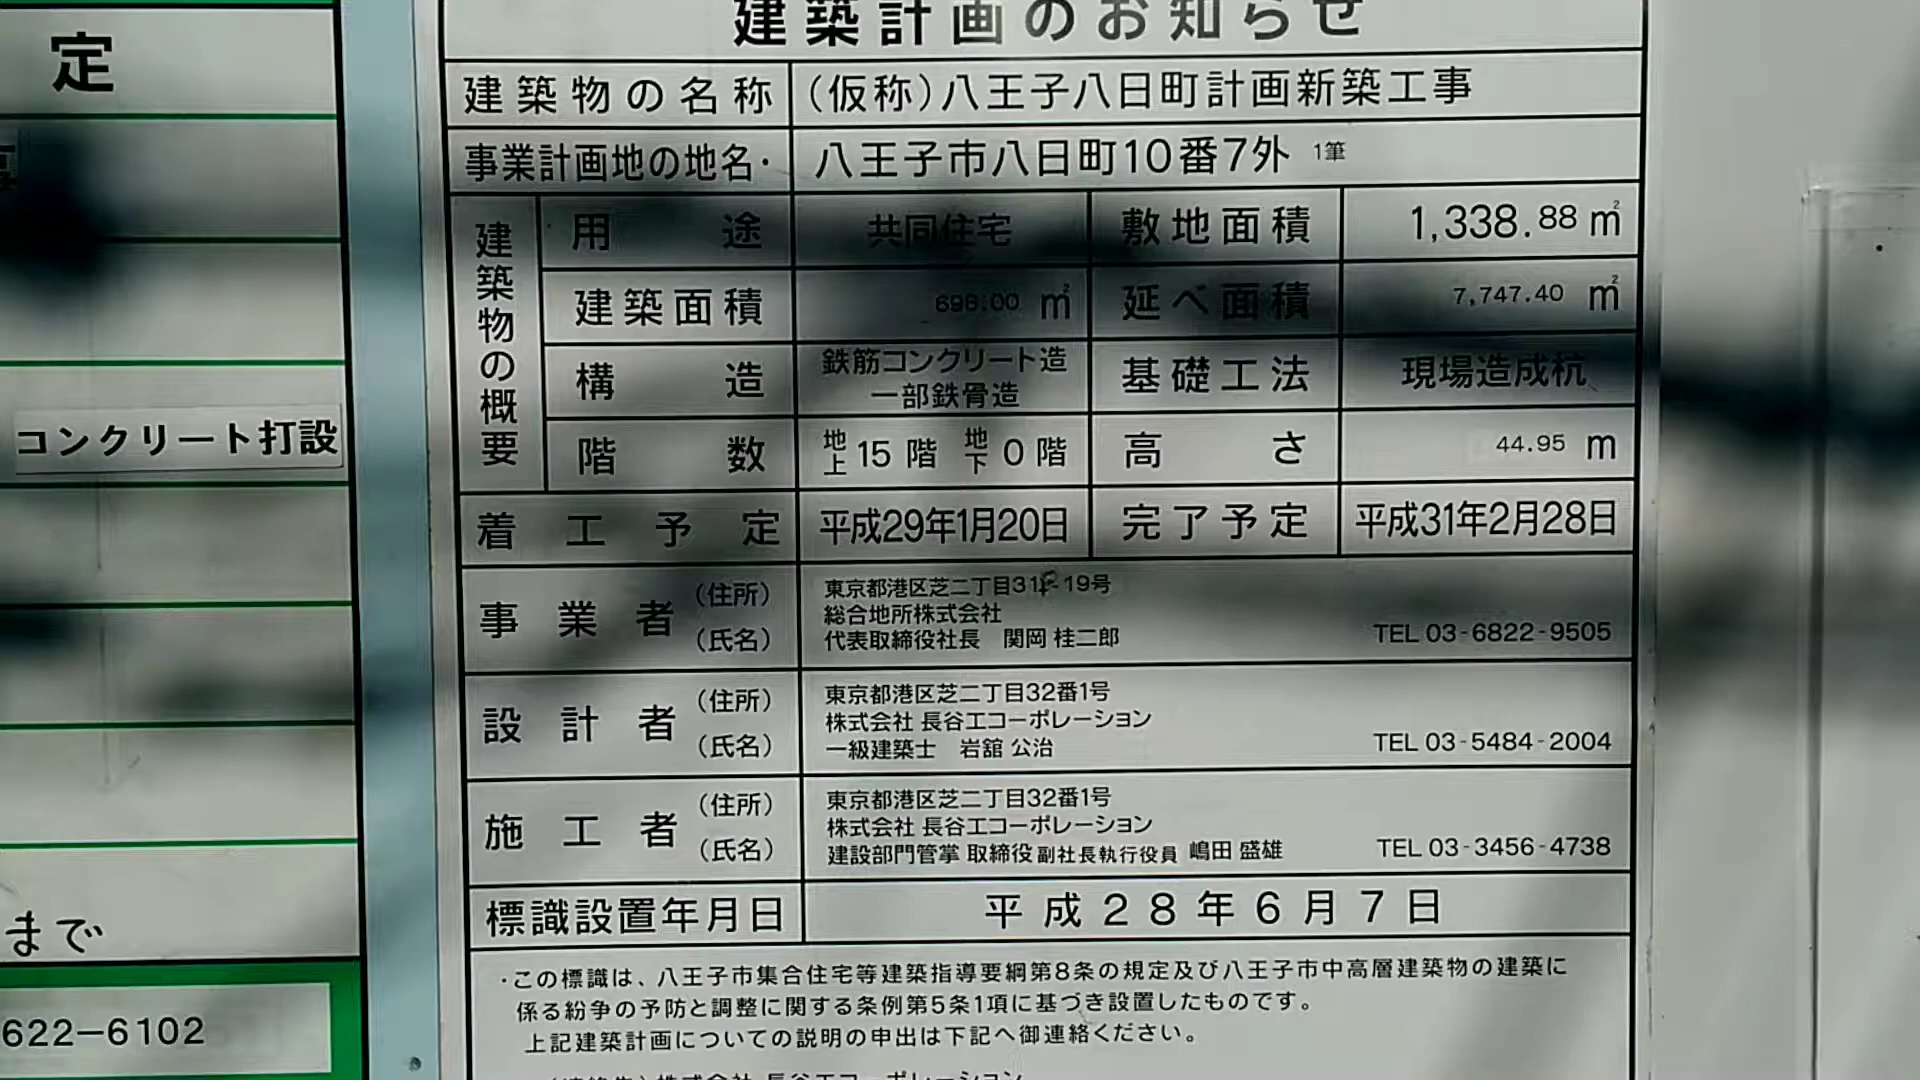 定
コンクリート打設
まで
622-6102
建築計画のお知らせ
建築物の名称 (仮称)八王子八日町計画新築工事
事業計画地の地名・ 八王子市八日町10番7外 1筆
建築物の概要
用途 共同住宅 敷地面積 1,338.88㎡
建築面積 698.00㎡ 延べ面積 7,747.40㎡
構造 鉄筋コンクリート造 一部鉄骨造 基礎工法 現場造成杭
階数 地上15階 地下0階 高さ 44.95m
着工予定 平成29年1月20日 完了予定 平成31年2月28日
事業者 (住所) (氏名)
東京都港区芝二丁目31-19号
総合地所株式会社
代表取締役社長 関岡 桂二郎 TEL 03-6822-9505
設計者 (住所) (氏名)
東京都港区芝二丁目32番1号
株式会社 長谷工コーポレーション
一級建築士 岩舘 公治 TEL 03-5484-2004
施工者 (住所) (氏名)
東京都港区芝二丁目32番1号
株式会社 長谷工コーポレーション
建設部門管掌 取締役 副社長執行役員 嶋田 盛雄 TEL 03-3456-4738
標識設置年月日 平成28年6月7日
・この標識は、八王子市集合住宅等建築指導要綱第8条の規定及び八王子市中高層建築物の建築に
係る紛争の予防と調整に関する条例第5条1項に基づき設置したものです。
上記建築計画についての説明の申出は下記へ御連絡ください。
株式会社 長谷工コーポレーション